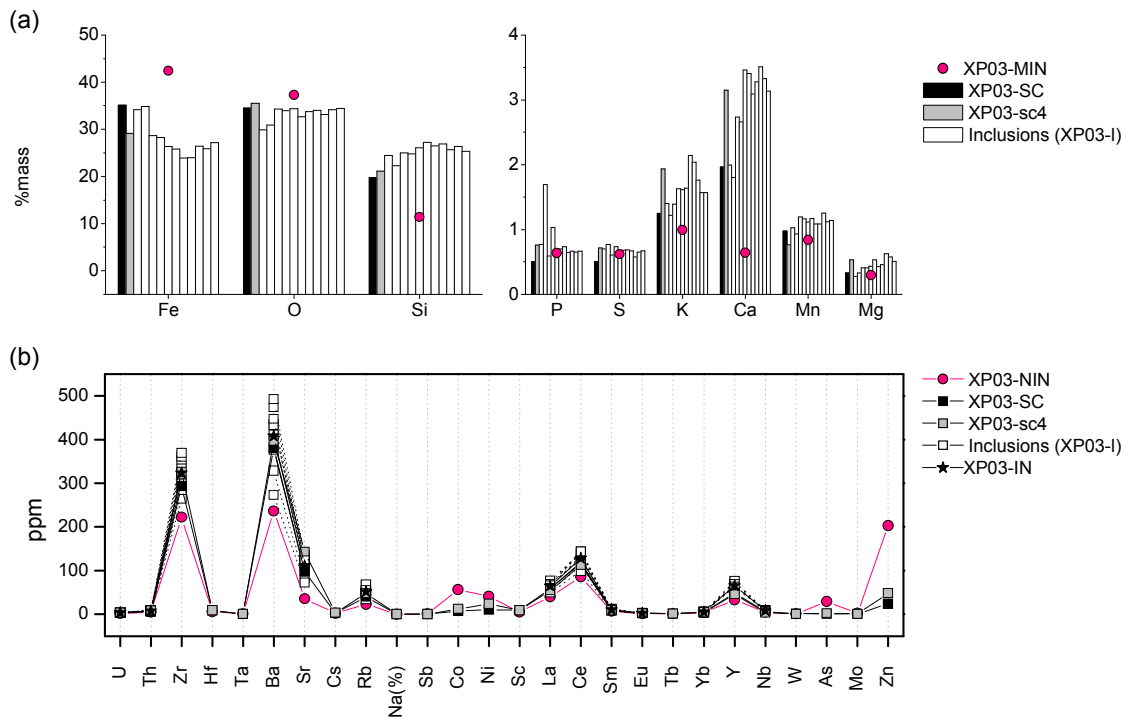 (a)
50
40
30
20
10
0
%mass
Fe O Si
4
3
2
1
0
P S K Ca Mn Mg
XP03-MIN
XP03-SC
XP03-sc4
Inclusions (XP03-I)
(b)
500
400
300
200
100
0
ppm
U Th Zr Hf Ta Ba Sr Cs Rb Na(%) Sb Co Ni Sc La Ce Sm Eu Tb Yb Y Nb W As Mo Zn
XP03-NIN
XP03-SC
XP03-sc4
Inclusions (XP03-I)
XP03-IN